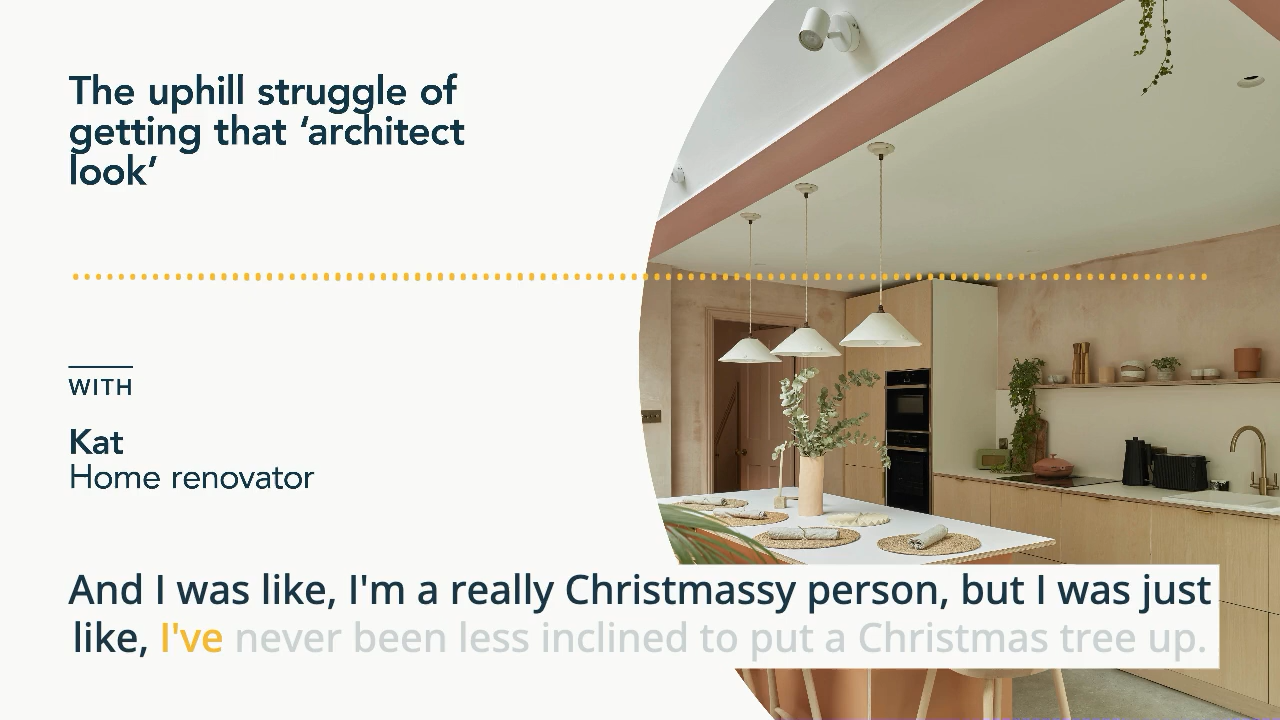 The uphill struggle of
getting that ‘architect
look’
WITH
Kat
Home renovator
And I was like, I'm a really Christmassy person, but I was just
like, I've never been less inclined to put a Christmas tree up.